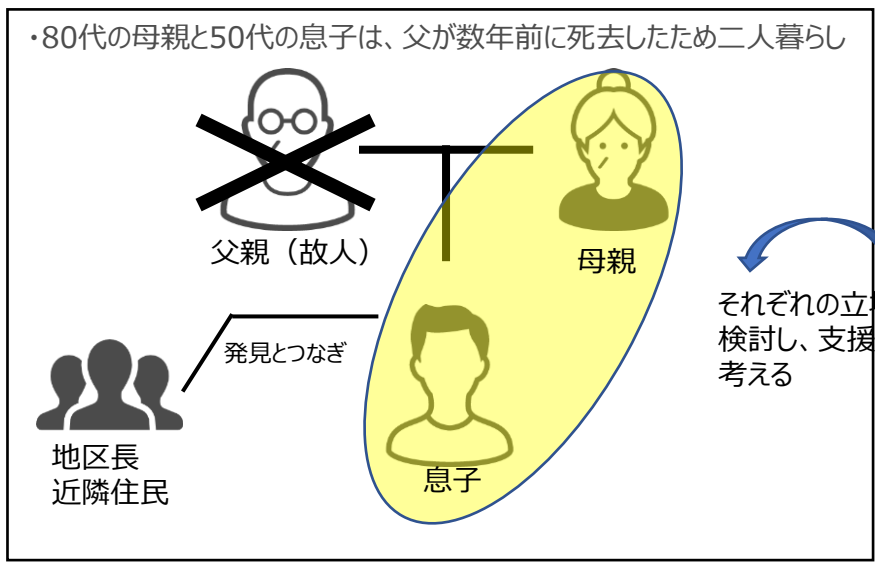 ・80代の母親と50代の息子は、父が数年前に死去したため二人暮らし
父親（故人）
母親
それぞれの立
検討し、支援
考える
発見とつなぎ
地区長
近隣住民
息子